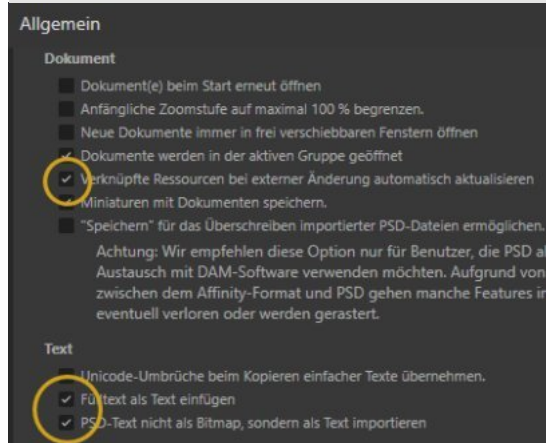 Allgemein
Dokument
Dokument(e) beim Start erneut öffnen
Anfängliche Zoomstufe auf maximal 100 % begrenzen.
Neue Dokumente immer in frei verschiebbaren Fenstern öffnen
Dokumente werden in der aktiven Gruppe geöffnet
Verknüpfte Ressourcen bei externer Änderung automatisch aktualisieren
Miniaturen mit Dokumenten speichern.
"Speichern" für das Überschreiben importierter PSD-Dateien ermöglichen.
Achtung: Wir empfehlen diese Option nur für Benutzer, die PSD
Austausch mit DAM-Software verwenden möchten. Aufgrund von
zwischen dem Affinity-Format und PSD gehen manche Features
eventuell verloren oder werden gerastert.
Text
Unicode-Umbrüche beim Kopieren einfacher Texte übernehmen.
Fülltext als Text einfügen
PSD-Text nicht als Bitmap, sondern als Text importieren